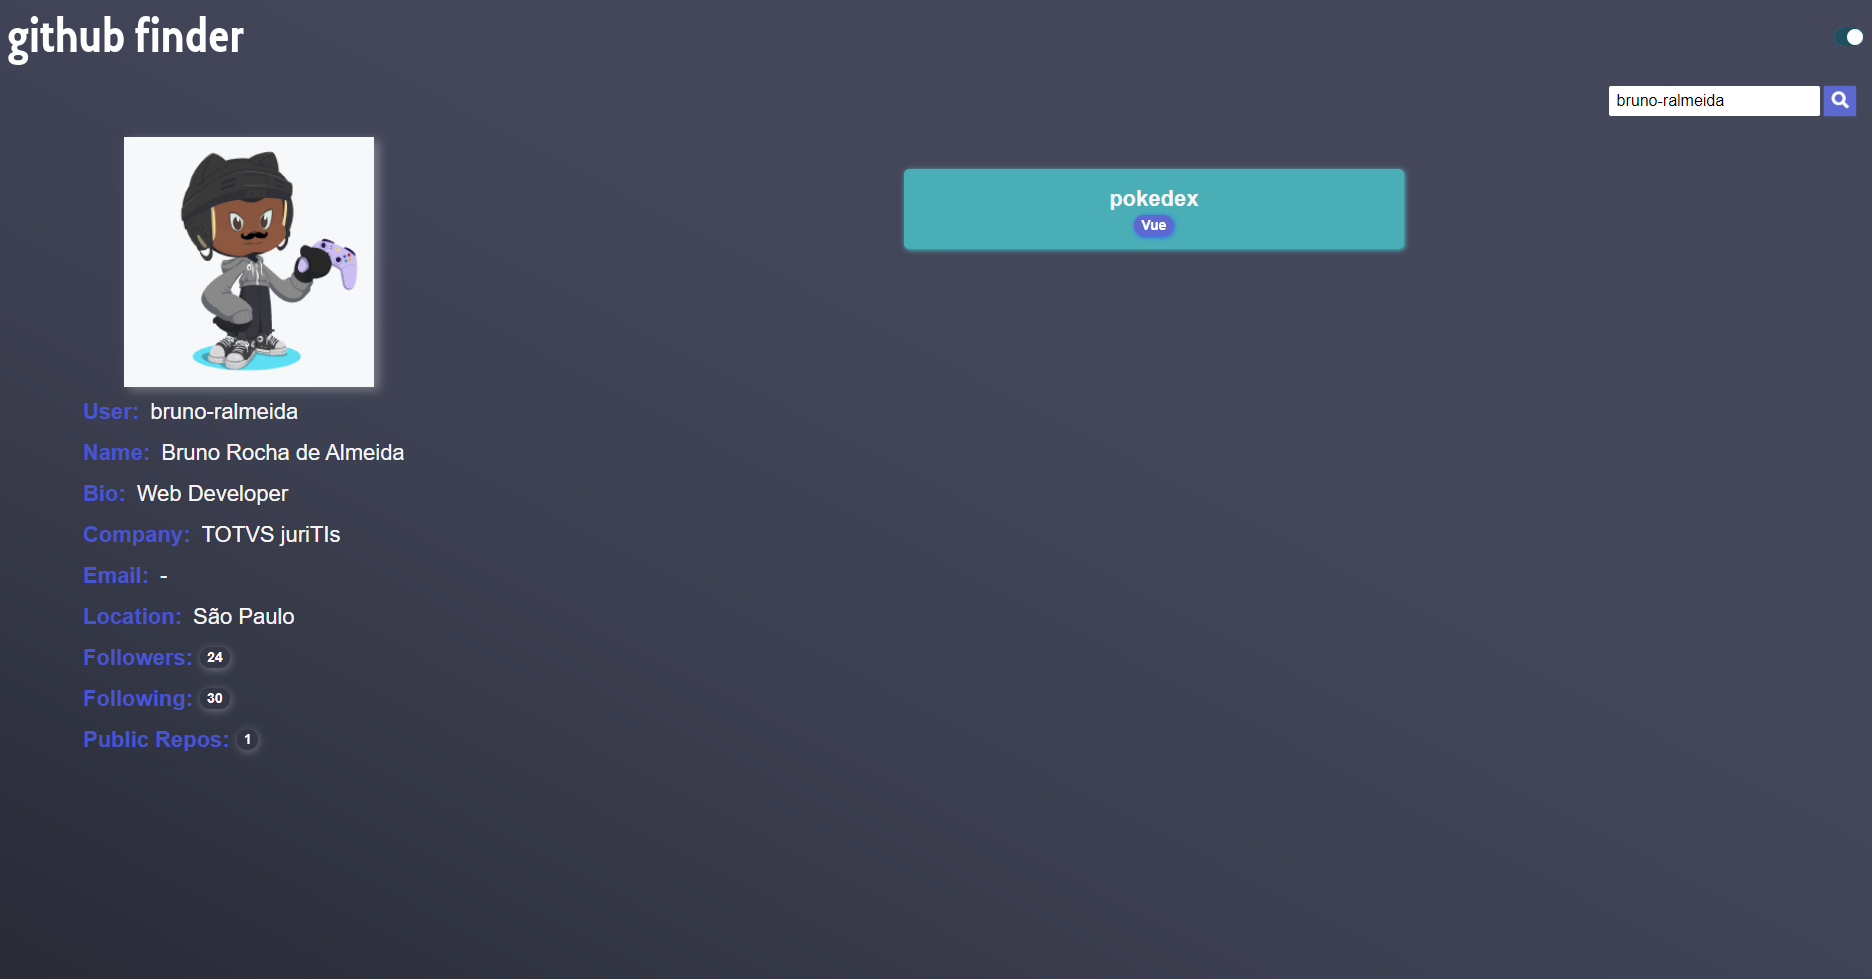 github finder
bruno-ralmeida
pokedex
Vue
User: bruno-ralmeida
Name: Bruno Rocha de Almeida
Bio: Web Developer
Company: TOTVS juriTIs
Email: -
Location: São Paulo
Followers: 24
Following: 30
Public Repos: 1